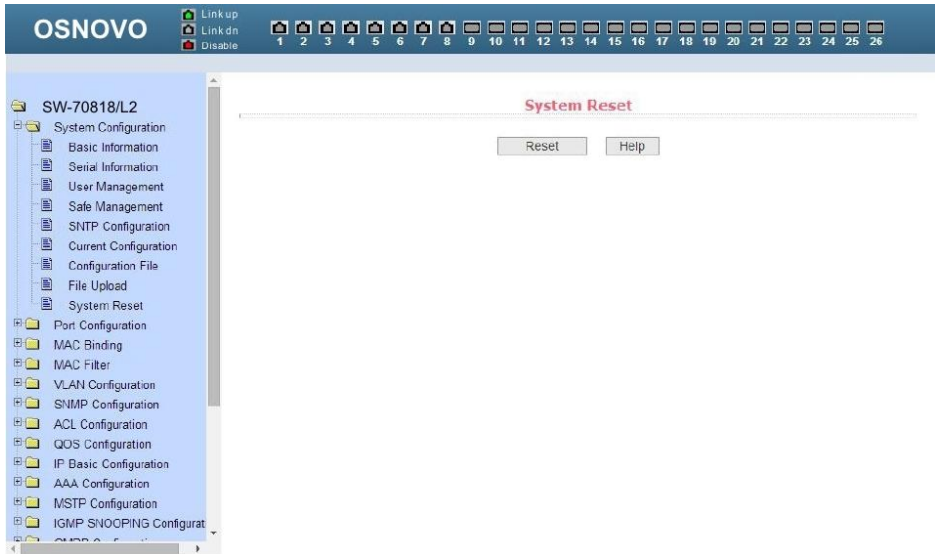 OSNOVO
Link up
Link dn
Disable
1 2 3 4 5 6 7 8 9 10 11 12 13 14 15 16 17 18 19 20 21 22 23 24 25 26
SW-70818/L2
System Configuration
Basic Information
Serial Information
User Management
Safe Management
SNTP Configuration
Current Configuration
Configuration File
File Upload
System Reset
Port Configuration
MAC Binding
MAC Filter
VLAN Configuration
SNMP Configuration
ACL Configuration
QOS Configuration
IP Basic Configuration
AAA Configuration
MSTP Configuration
IGMP SNOOPING Configurat
System Reset
Reset Help